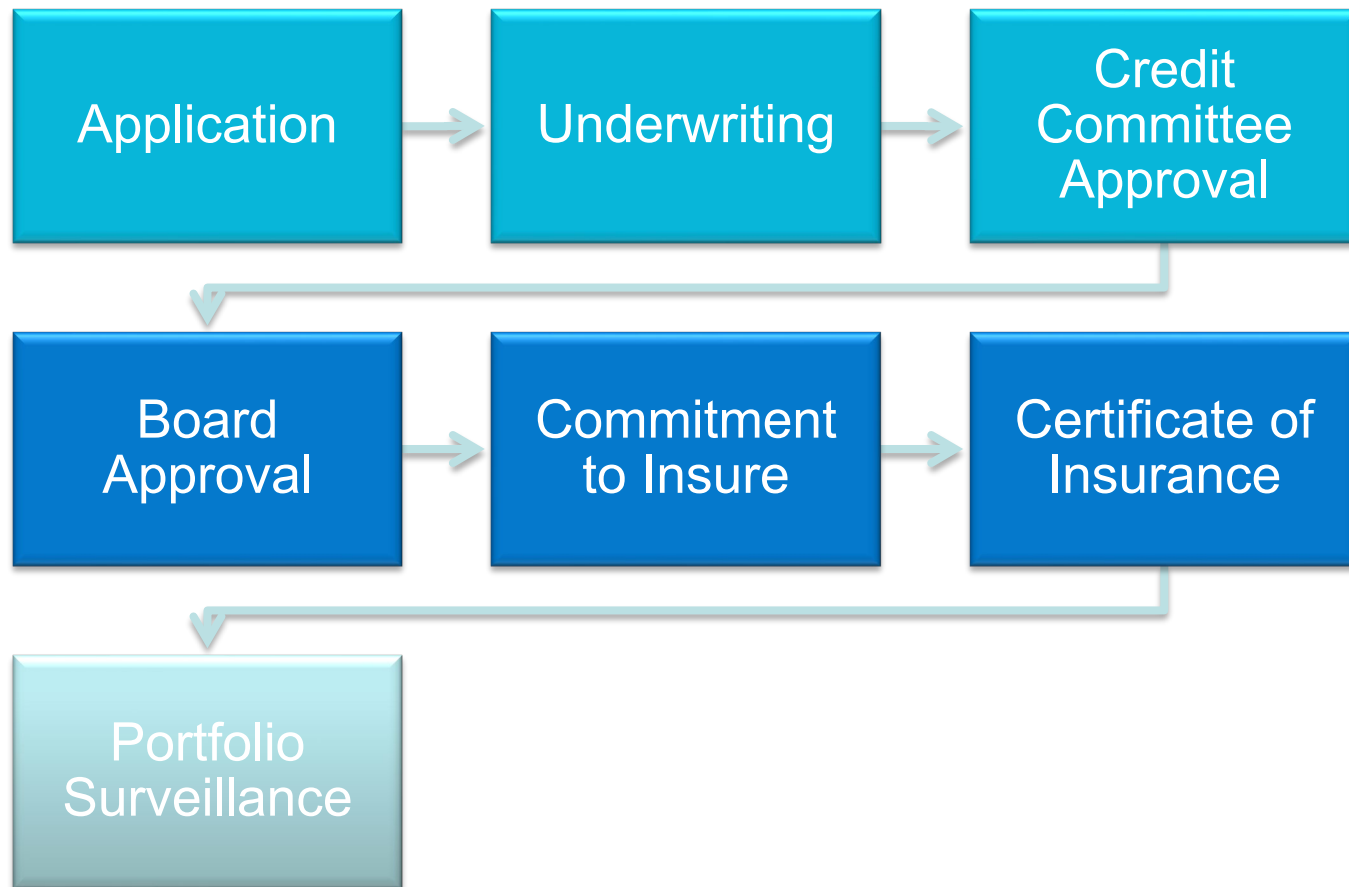 Application
Underwriting
Credit
Committee
Approval
Board
Approval
Commitment
to Insure
Certificate of
Insurance
Portfolio
Surveillance